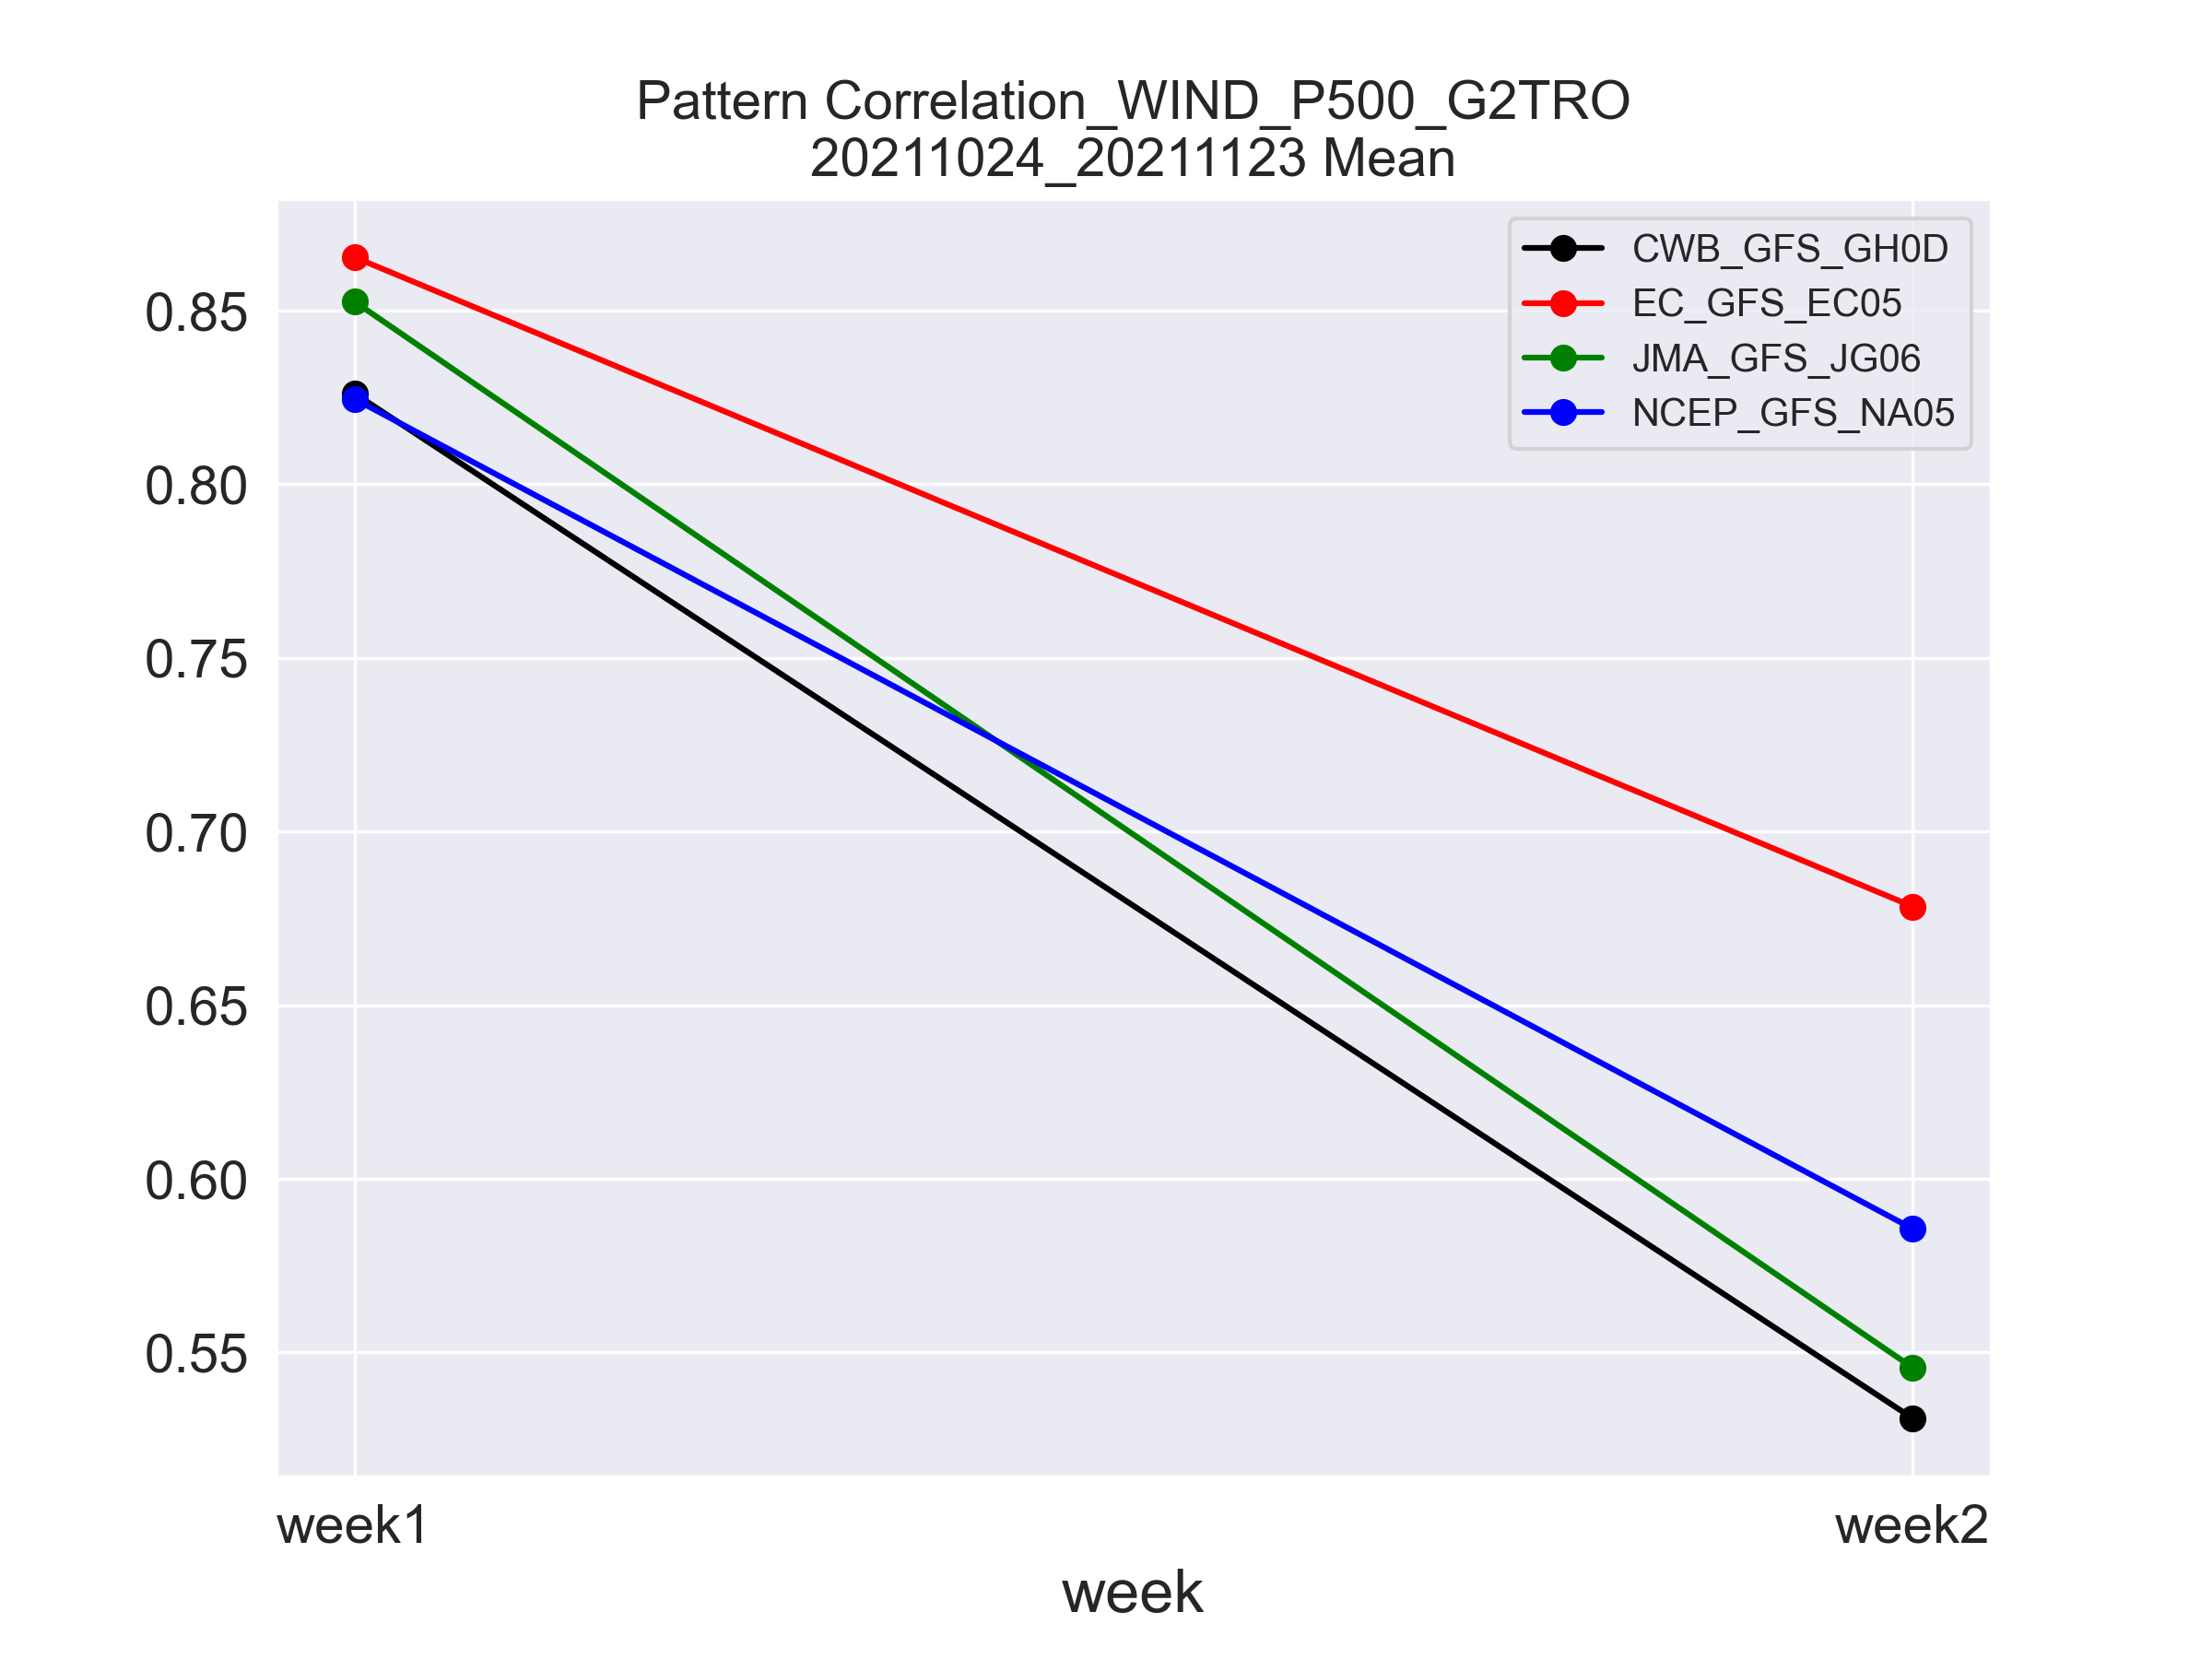 Pattern Correlation_WIND_P500_G2TRO
20211024_20211123 Mean
CWB_GFS_GH0D
EC_GFS_EC05
JMA_GFS_JG06
NCEP_GFS_NA05
0.85
0.80
0.75
0.70
0.65
0.60
0.55
week1
week2
week